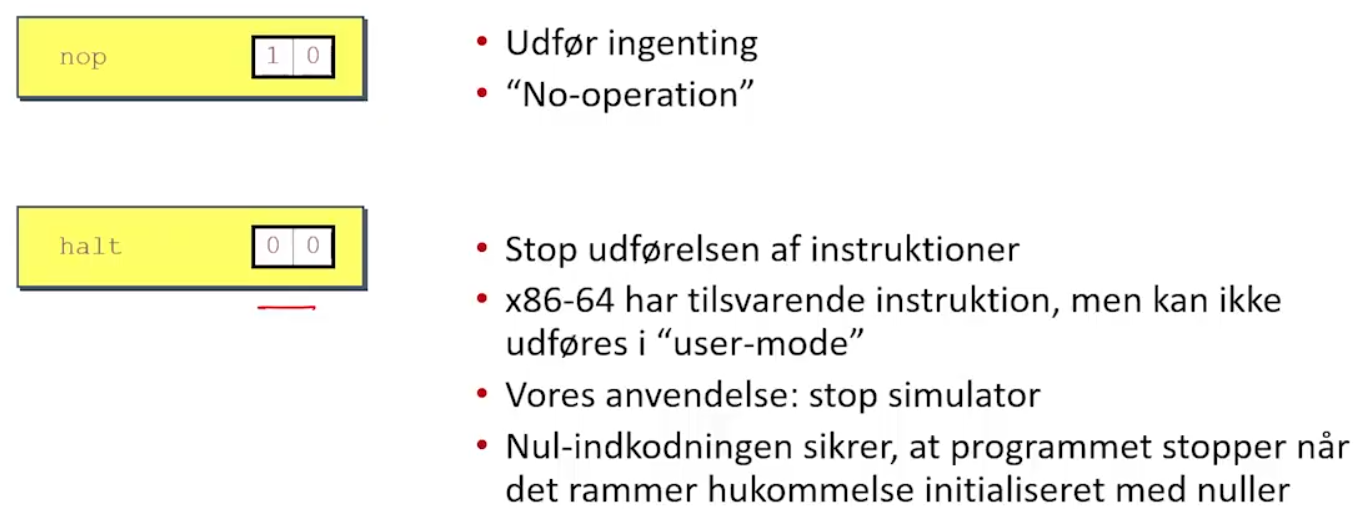 nop 1 0
• Udfør ingenting
• “No-operation”
halt 0 0
• Stop udførelsen af instruktioner
• x86-64 har tilsvarende instruktion, men kan ikke
udføres i “user-mode”
• Vores anvendelse: stop simulator
• Nul-indkodningen sikrer, at programmet stopper når
det rammer hukommelse initialiseret med nuller